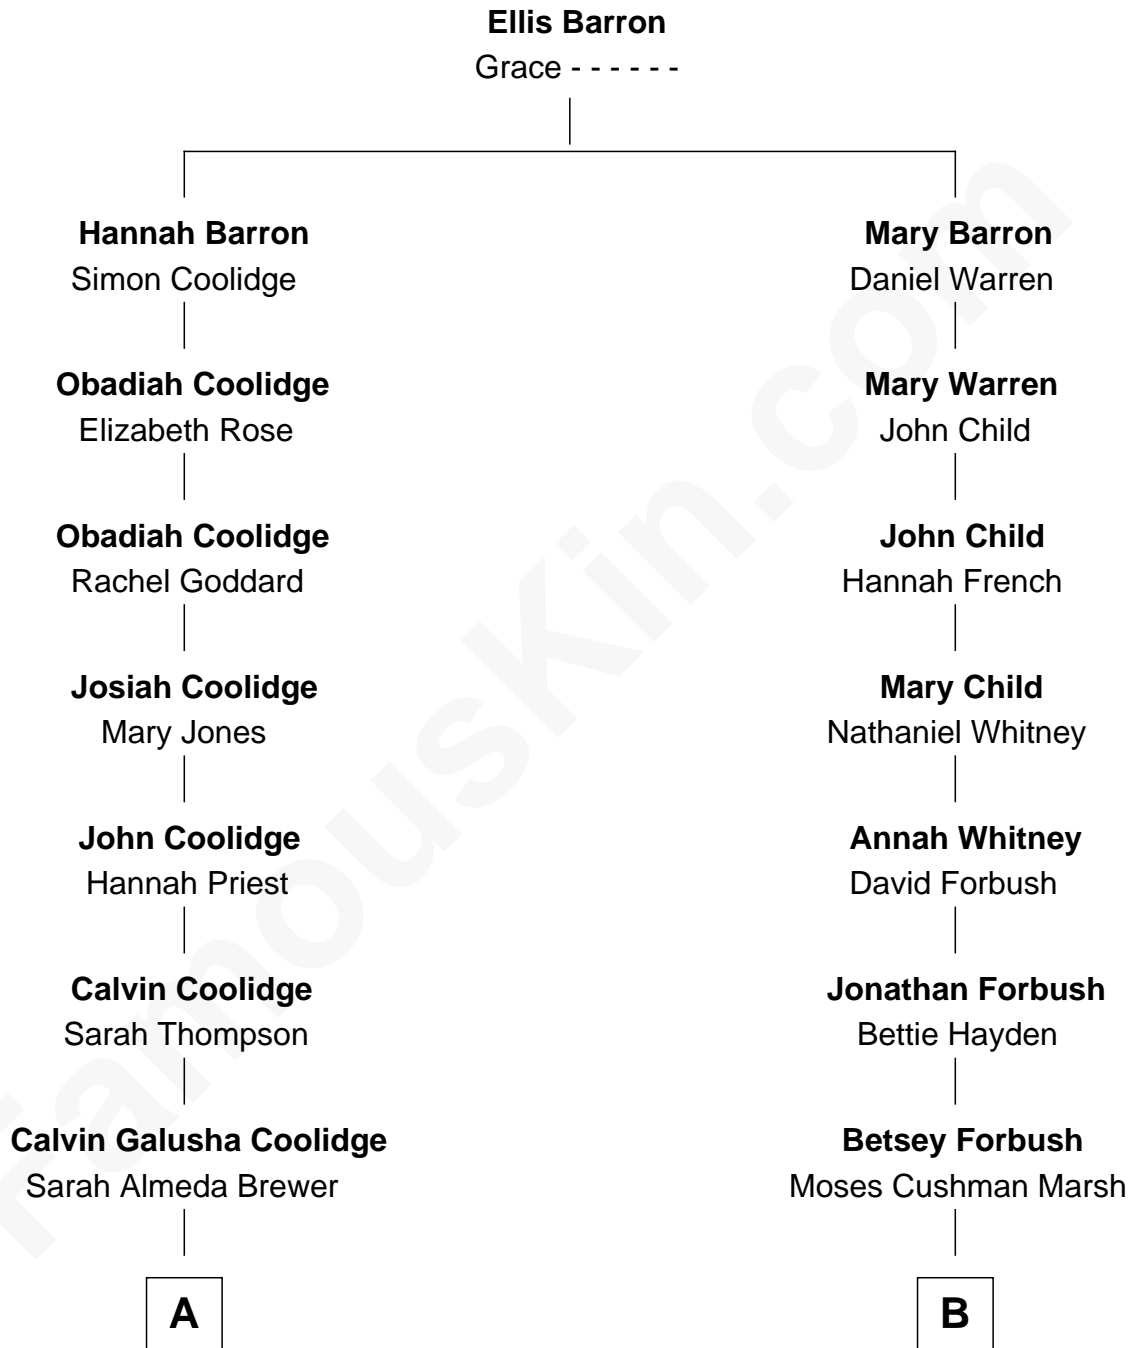 Ellis Barron
Grace - - - - - -
Hannah Barron
Simon Coolidge
Mary Barron
Daniel Warren
Obadiah Coolidge
Elizabeth Rose
Mary Warren
John Child
Obadiah Coolidge
Rachel Goddard
John Child
Hannah French
Josiah Coolidge
Mary Jones
Mary Child
Nathaniel Whitney
John Coolidge
Hannah Priest
Annah Whitney
David Forbush
Calvin Coolidge
Sarah Thompson
Jonathan Forbush
Bettie Hayden
Calvin Galusha Coolidge
Sarah Almeda Brewer
Betsey Forbush
Moses Cushman Marsh
A
B
FamousKin.com